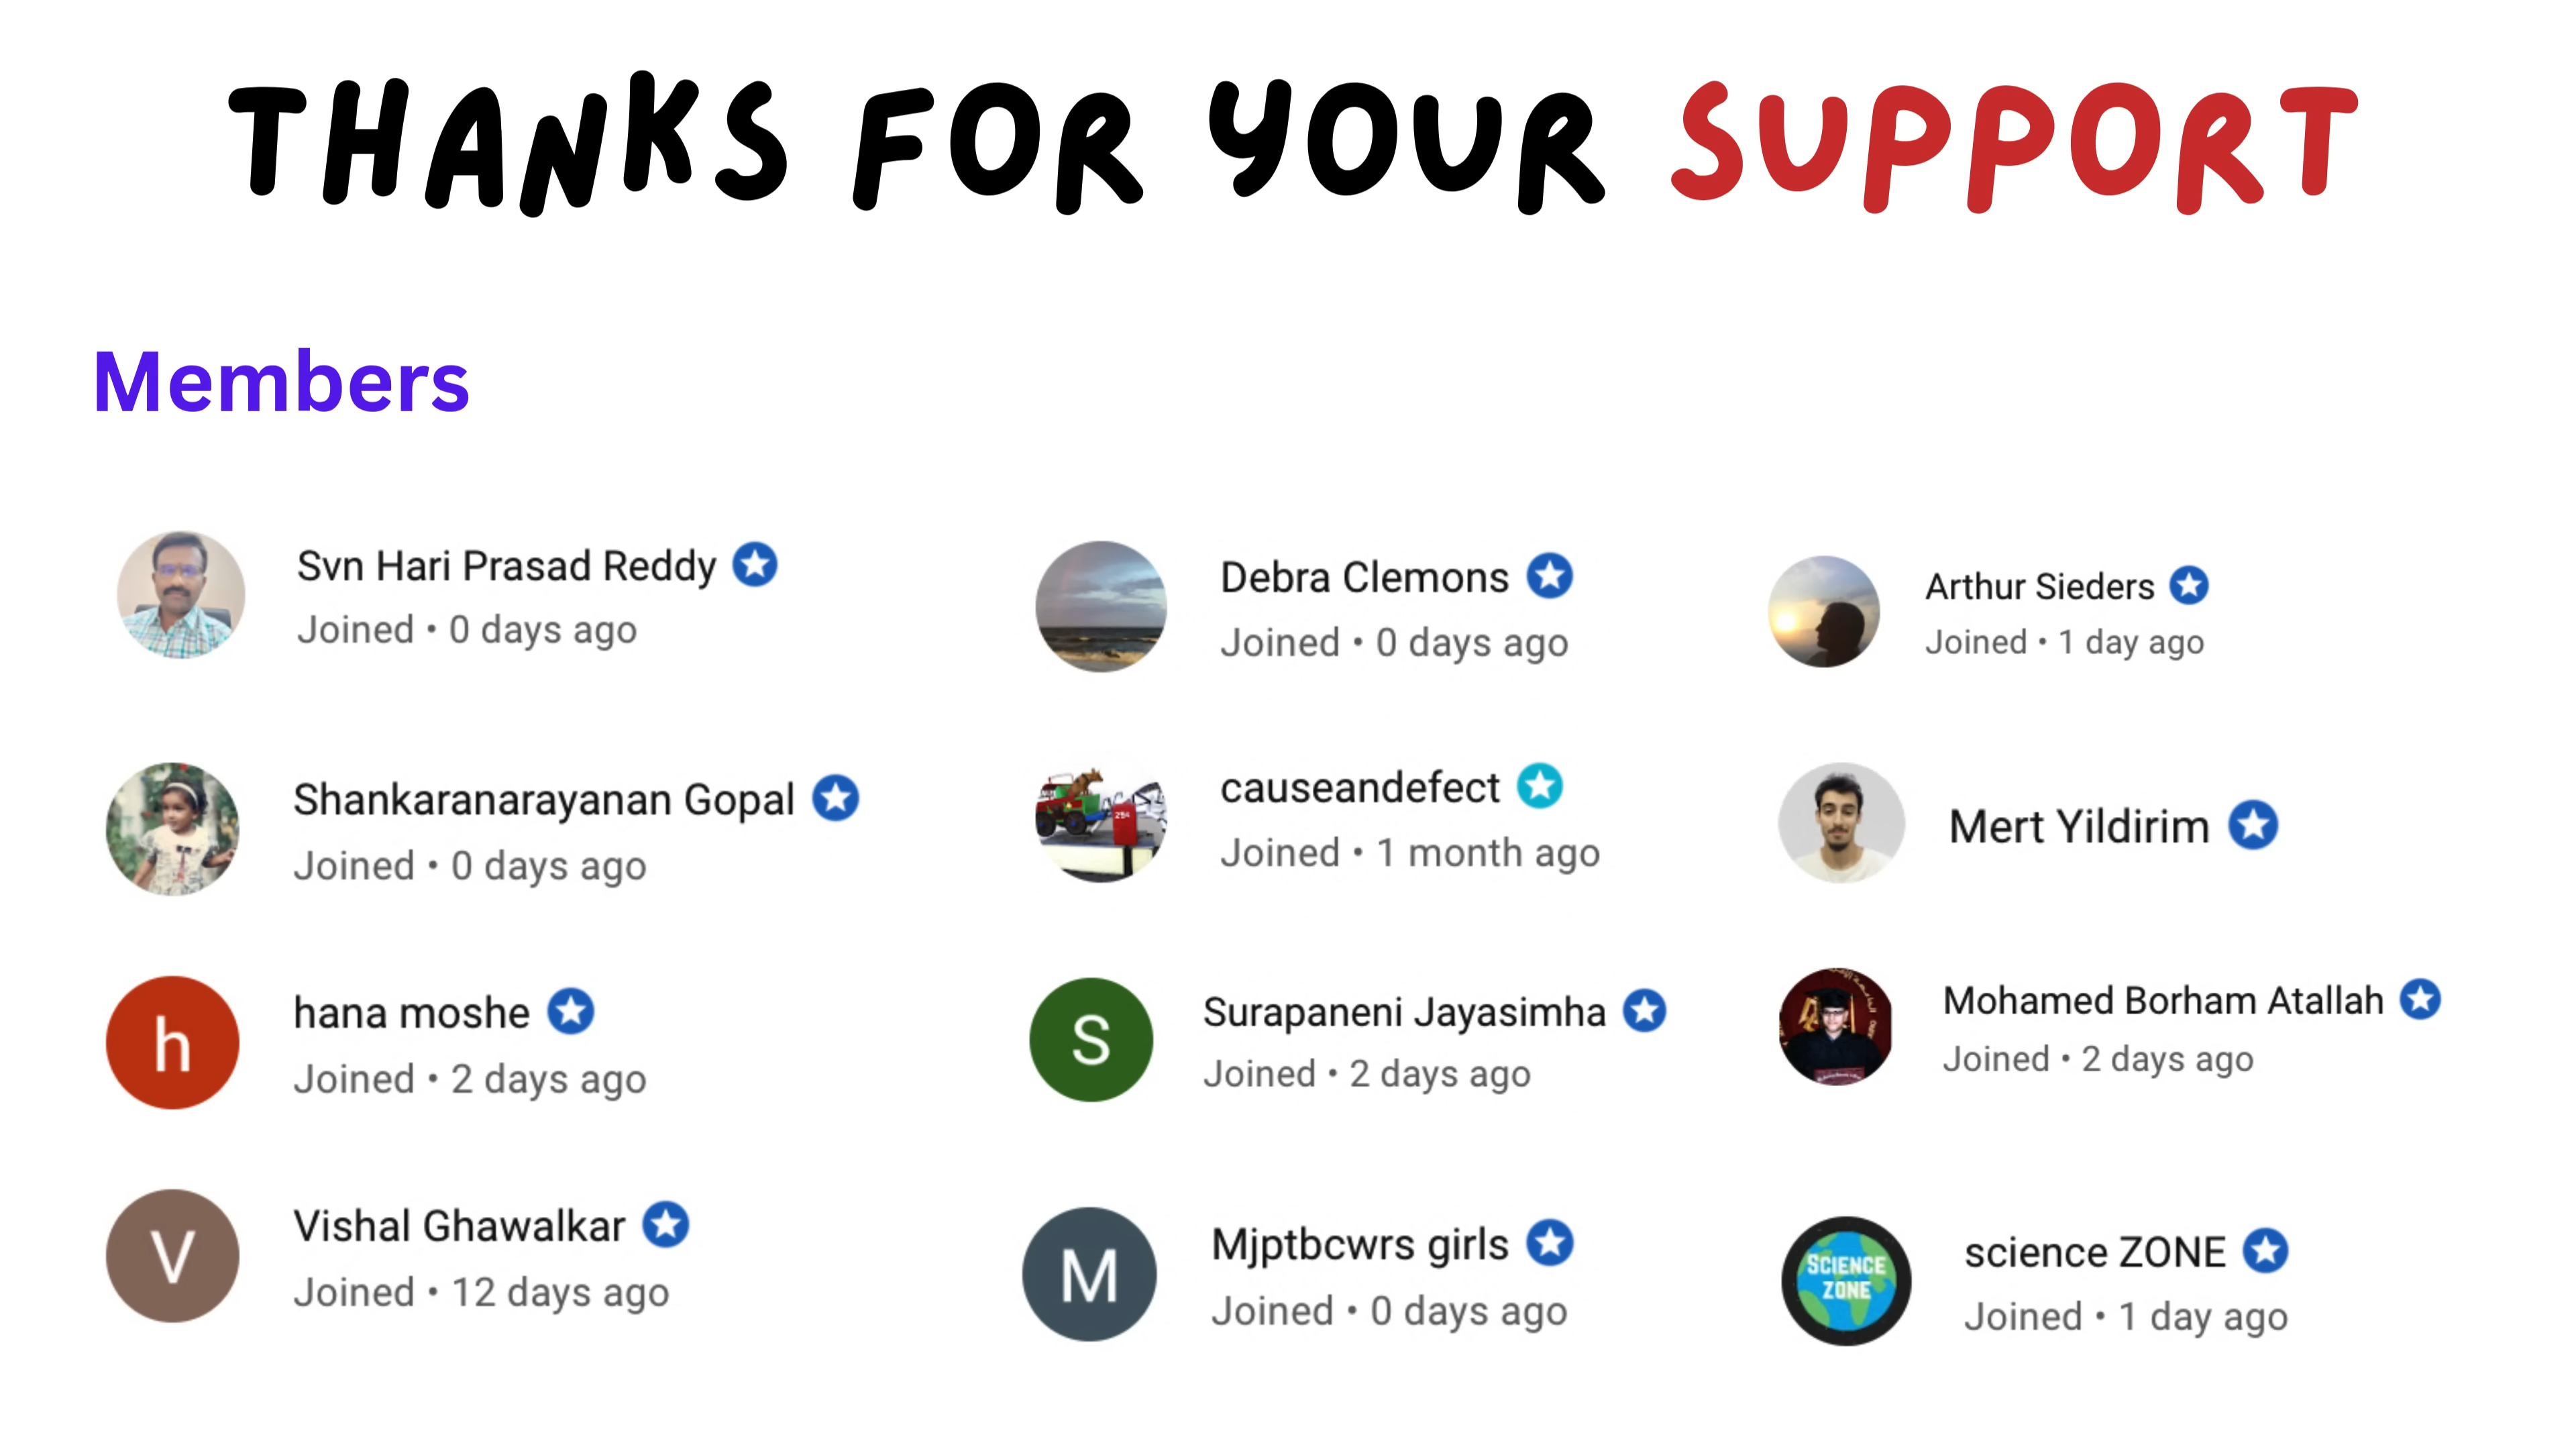 THANKS FOR YOUR SUPPORT
Members
Svn Hari Prasad Reddy
Joined • 0 days ago
Debra Clemons
Joined • 0 days ago
Arthur Sieders
Joined • 1 day ago
Shankaranarayanan Gopal
Joined • 0 days ago
294
causeandefect
Joined • 1 month ago
Mert Yildirim
h
hana moshe
Joined • 2 days ago
S
Surapaneni Jayasimha
Joined • 2 days ago
Mohamed Borham Atallah
Joined • 2 days ago
V
Vishal Ghawalkar
Joined • 12 days ago
M
Mjptbcwrs girls
Joined • 0 days ago
SCIENCE
ZONE
science ZONE
Joined • 1 day ago